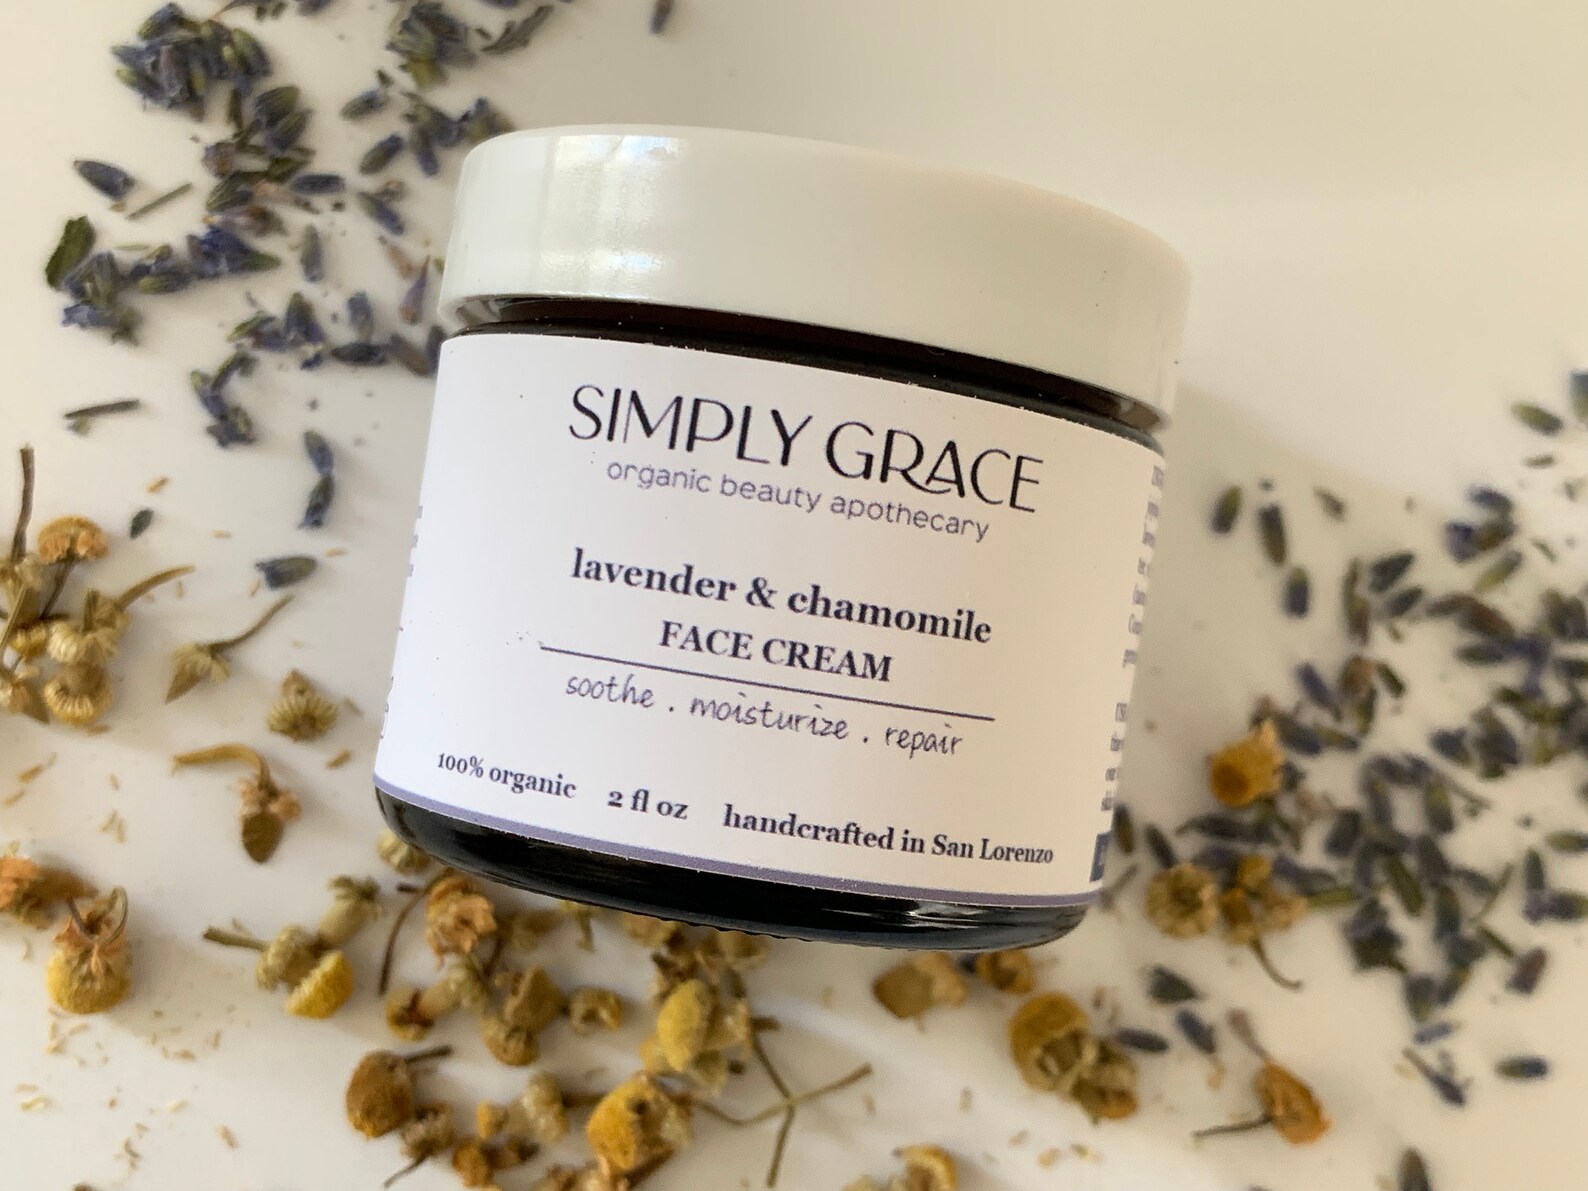 SIMPLY GRACE
organic beauty apothecary
lavender & chamomile
FACE CREAM
soothe . moisturize . repair
100% organic 2 fl oz handcrafted in San Lorenzo